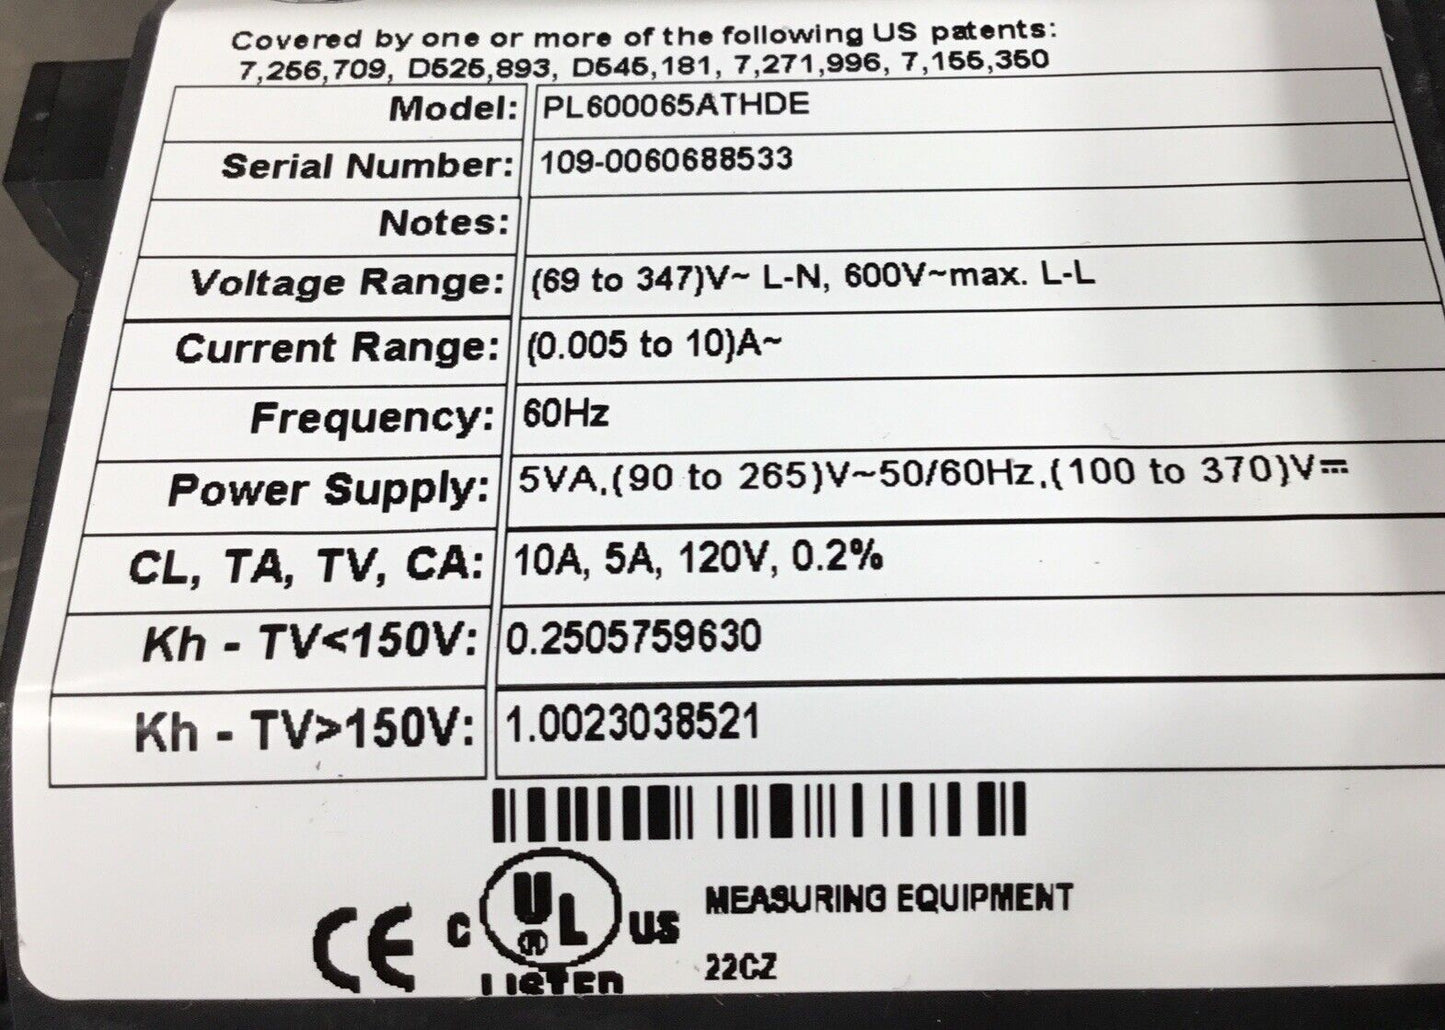 Covered by one or more of the following US patents:
7,256,709, D525,893, D545,181, 7,271,996, 7,155,350
Model: PL600065ATHDE
Serial Number: 109-0060688533
Notes:
Voltage Range: (69 to 347)V~ L-N, 600V~max. L-L
Current Range: (0.005 to 10)A~
Frequency: 60Hz
Power Supply: 5VA,(90 to 265)V~50/60Hz,(100 to 370)V⎓
CL, TA, TV, CA: 10A, 5A, 120V, 0.2%
Kh - TV<150V: 0.2505759630
Kh - TV>150V: 1.0023038521
CE C UL ® US MEASURING EQUIPMENT
LISTED 22CZ